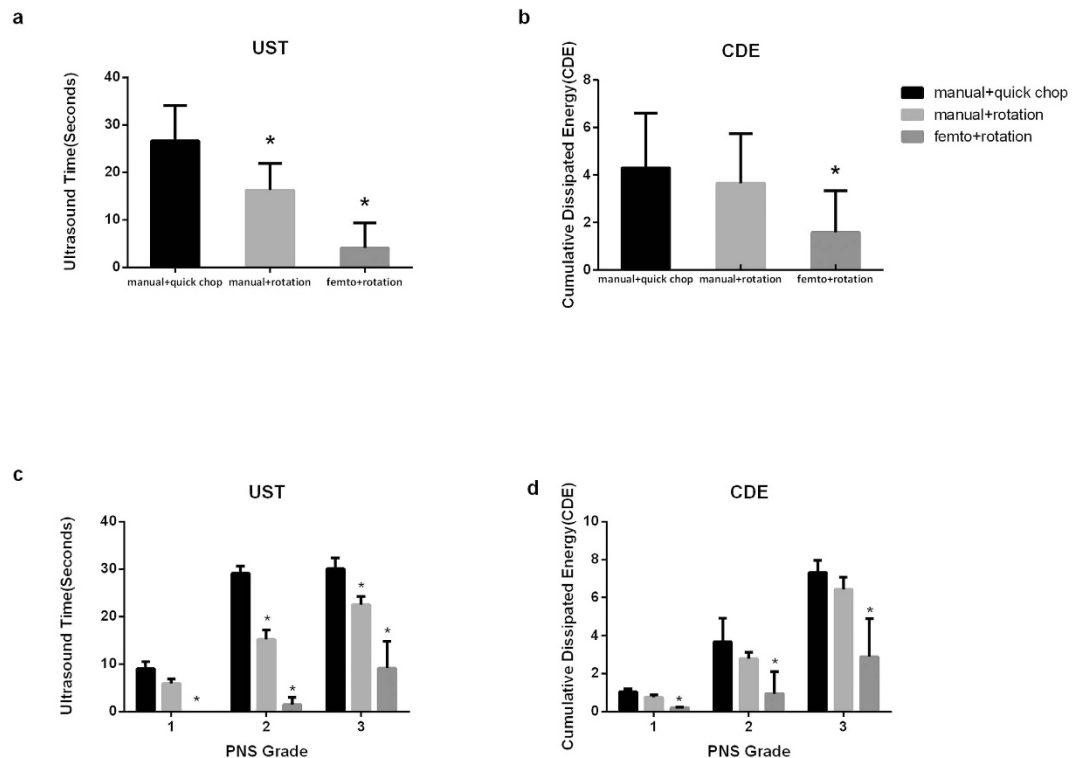 a
UST
Ultrasound Time(Seconds)
40
30
20
10
0
*
*
manual+quick chop
manual+rotation
femto+rotation
b
CDE
Cumulative Dissipated Energy(CDE)
8
6
4
2
0
*
manual+quick chop
manual+rotation
femto+rotation
manual+quick chop
manual+rotation
femto+rotation
c
UST
Ultrasound Time(Seconds)
40
30
20
10
0
*
*
*
*
*
1
2
3
PNS Grade
d
CDE
Cumulative Dissipated Energy(CDE)
10
8
6
4
2
0
*
*
*
1
2
3
PNS Grade